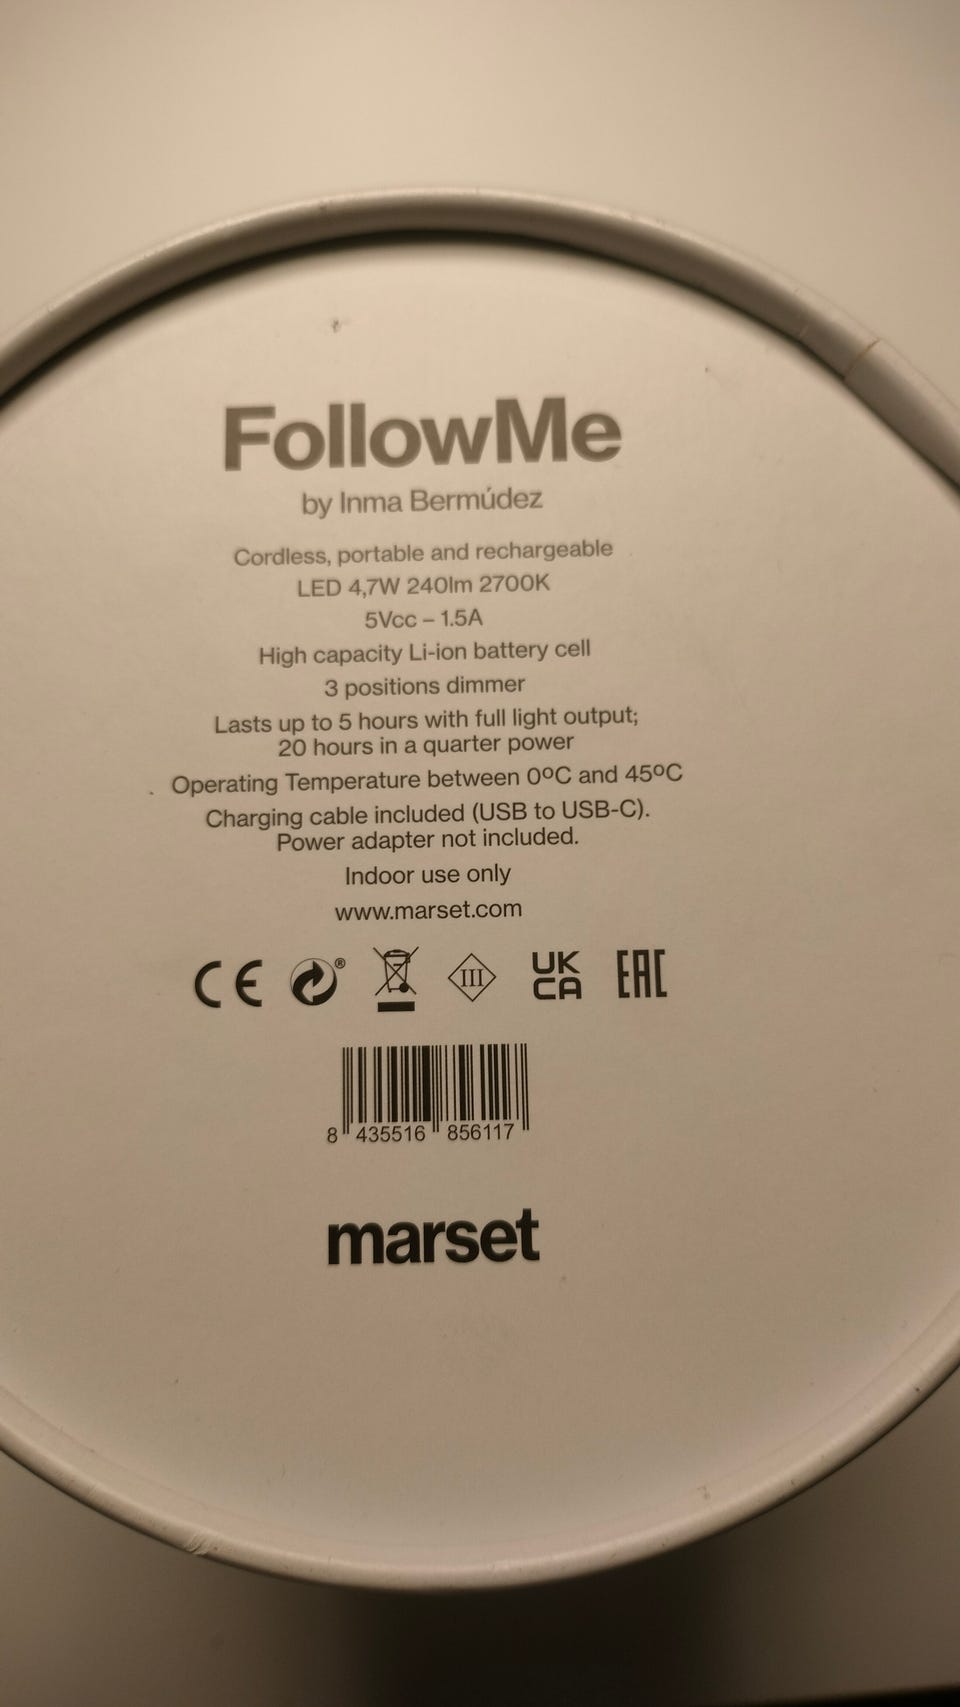 FollowMe
by Inma Bermúdez
Cordless, portable and rechargeable
LED 4,7W 240lm 2700K
5Vcc – 1.5A
High capacity Li-ion battery cell
3 positions dimmer
Lasts up to 5 hours with full light output;
20 hours in a quarter power
Operating Temperature between 0ºC and 45ºC
Charging cable included (USB to USB-C).
Power adapter not included.
Indoor use only
www.marset.com
CE ® III UK CA EAC
8 435516 856117
marset